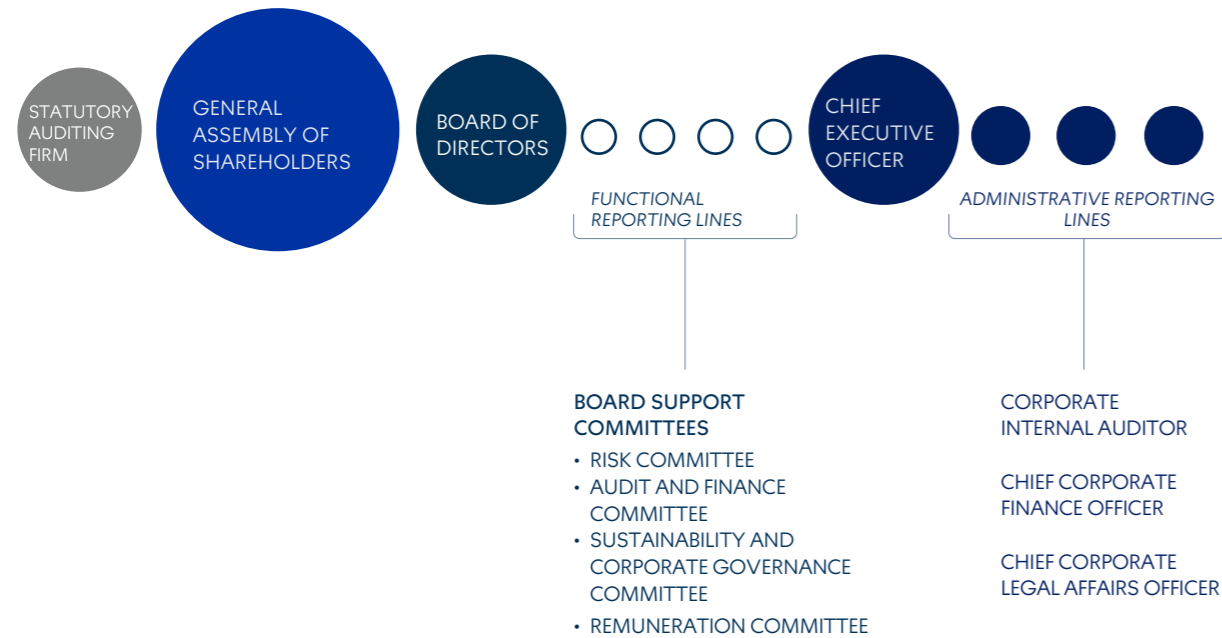 STATUTORY
AUDITING
FIRM
GENERAL
ASSEMBLY OF
SHAREHOLDERS
BOARD OF
DIRECTORS
CHIEF
EXECUTIVE
OFFICER
FUNCTIONAL
REPORTING LINES
ADMINISTRATIVE REPORTING
LINES
BOARD SUPPORT
COMMITTEES
• RISK COMMITTEE
• AUDIT AND FINANCE
COMMITTEE
• SUSTAINABILITY AND
CORPORATE GOVERNANCE
COMMITTEE
• REMUNERATION COMMITTEE
CORPORATE
INTERNAL AUDITOR
CHIEF CORPORATE
FINANCE OFFICER
CHIEF CORPORATE
LEGAL AFFAIRS OFFICER